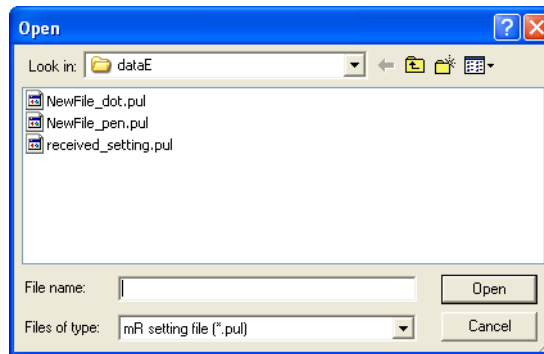 Open
Look in: dataE
NewFile_dot.pul
NewFile_pen.pul
received_setting.pul
File name: Open
Files of type: mR setting file (*.pul) Cancel